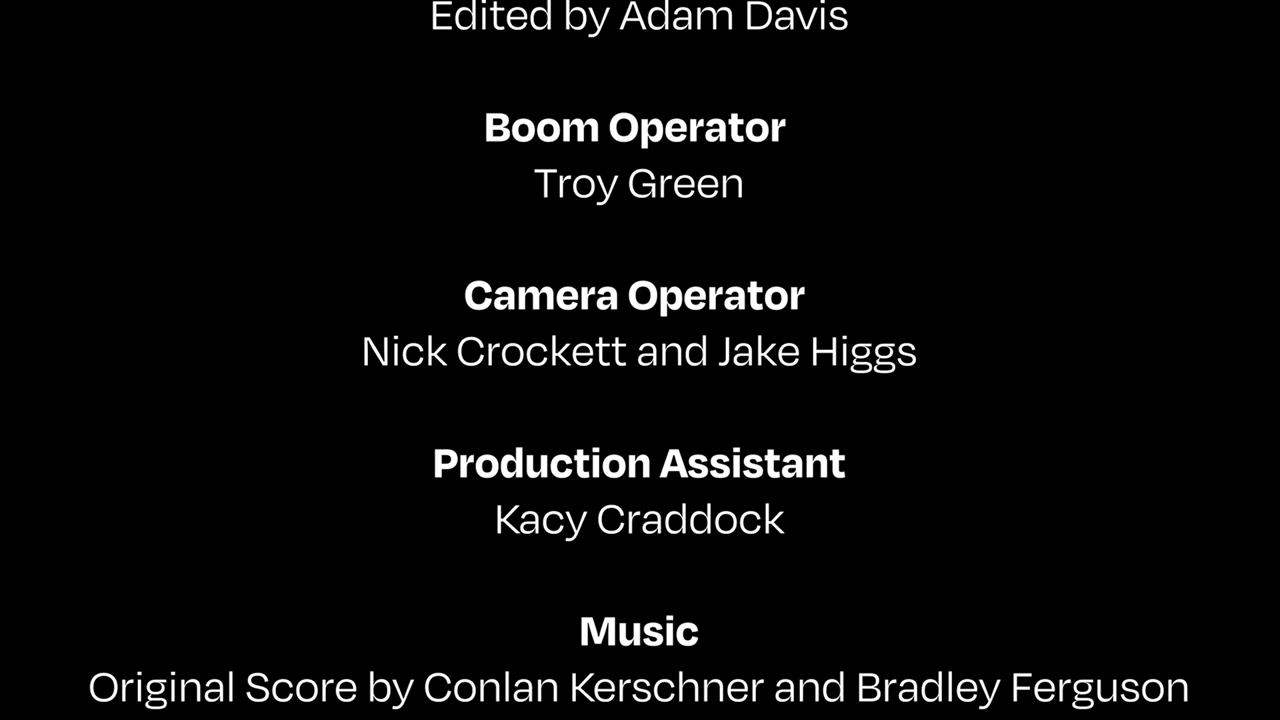 Edited by Adam Davis
Boom Operator
Troy Green
Camera Operator
Nick Crockett and Jake Higgs
Production Assistant
Kacy Craddock
Music
Original Score by Conlan Kerschner and Bradley Ferguson